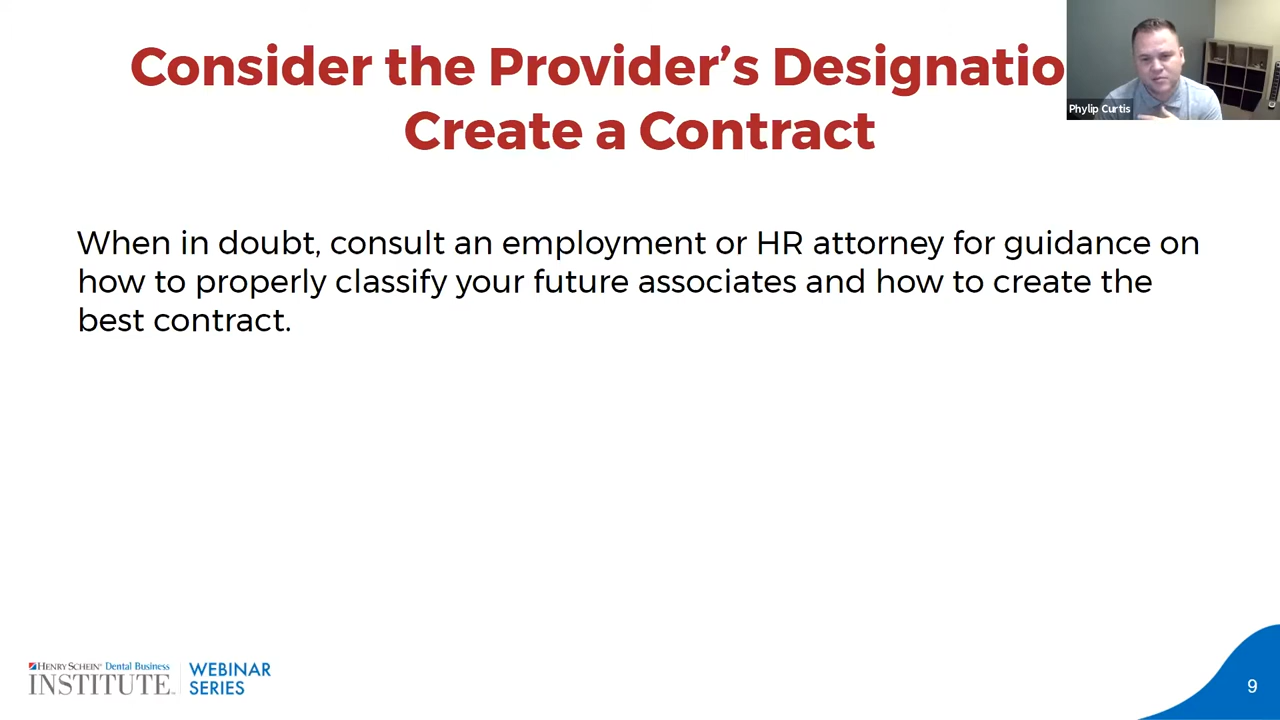 Consider the Provider’s Designatio
Create a Contract
Phylip Curtis
When in doubt, consult an employment or HR attorney for guidance on
how to properly classify your future associates and how to create the
best contract.
HENRY SCHEIN® Dental Business
INSTITUTE™
WEBINAR
SERIES
9